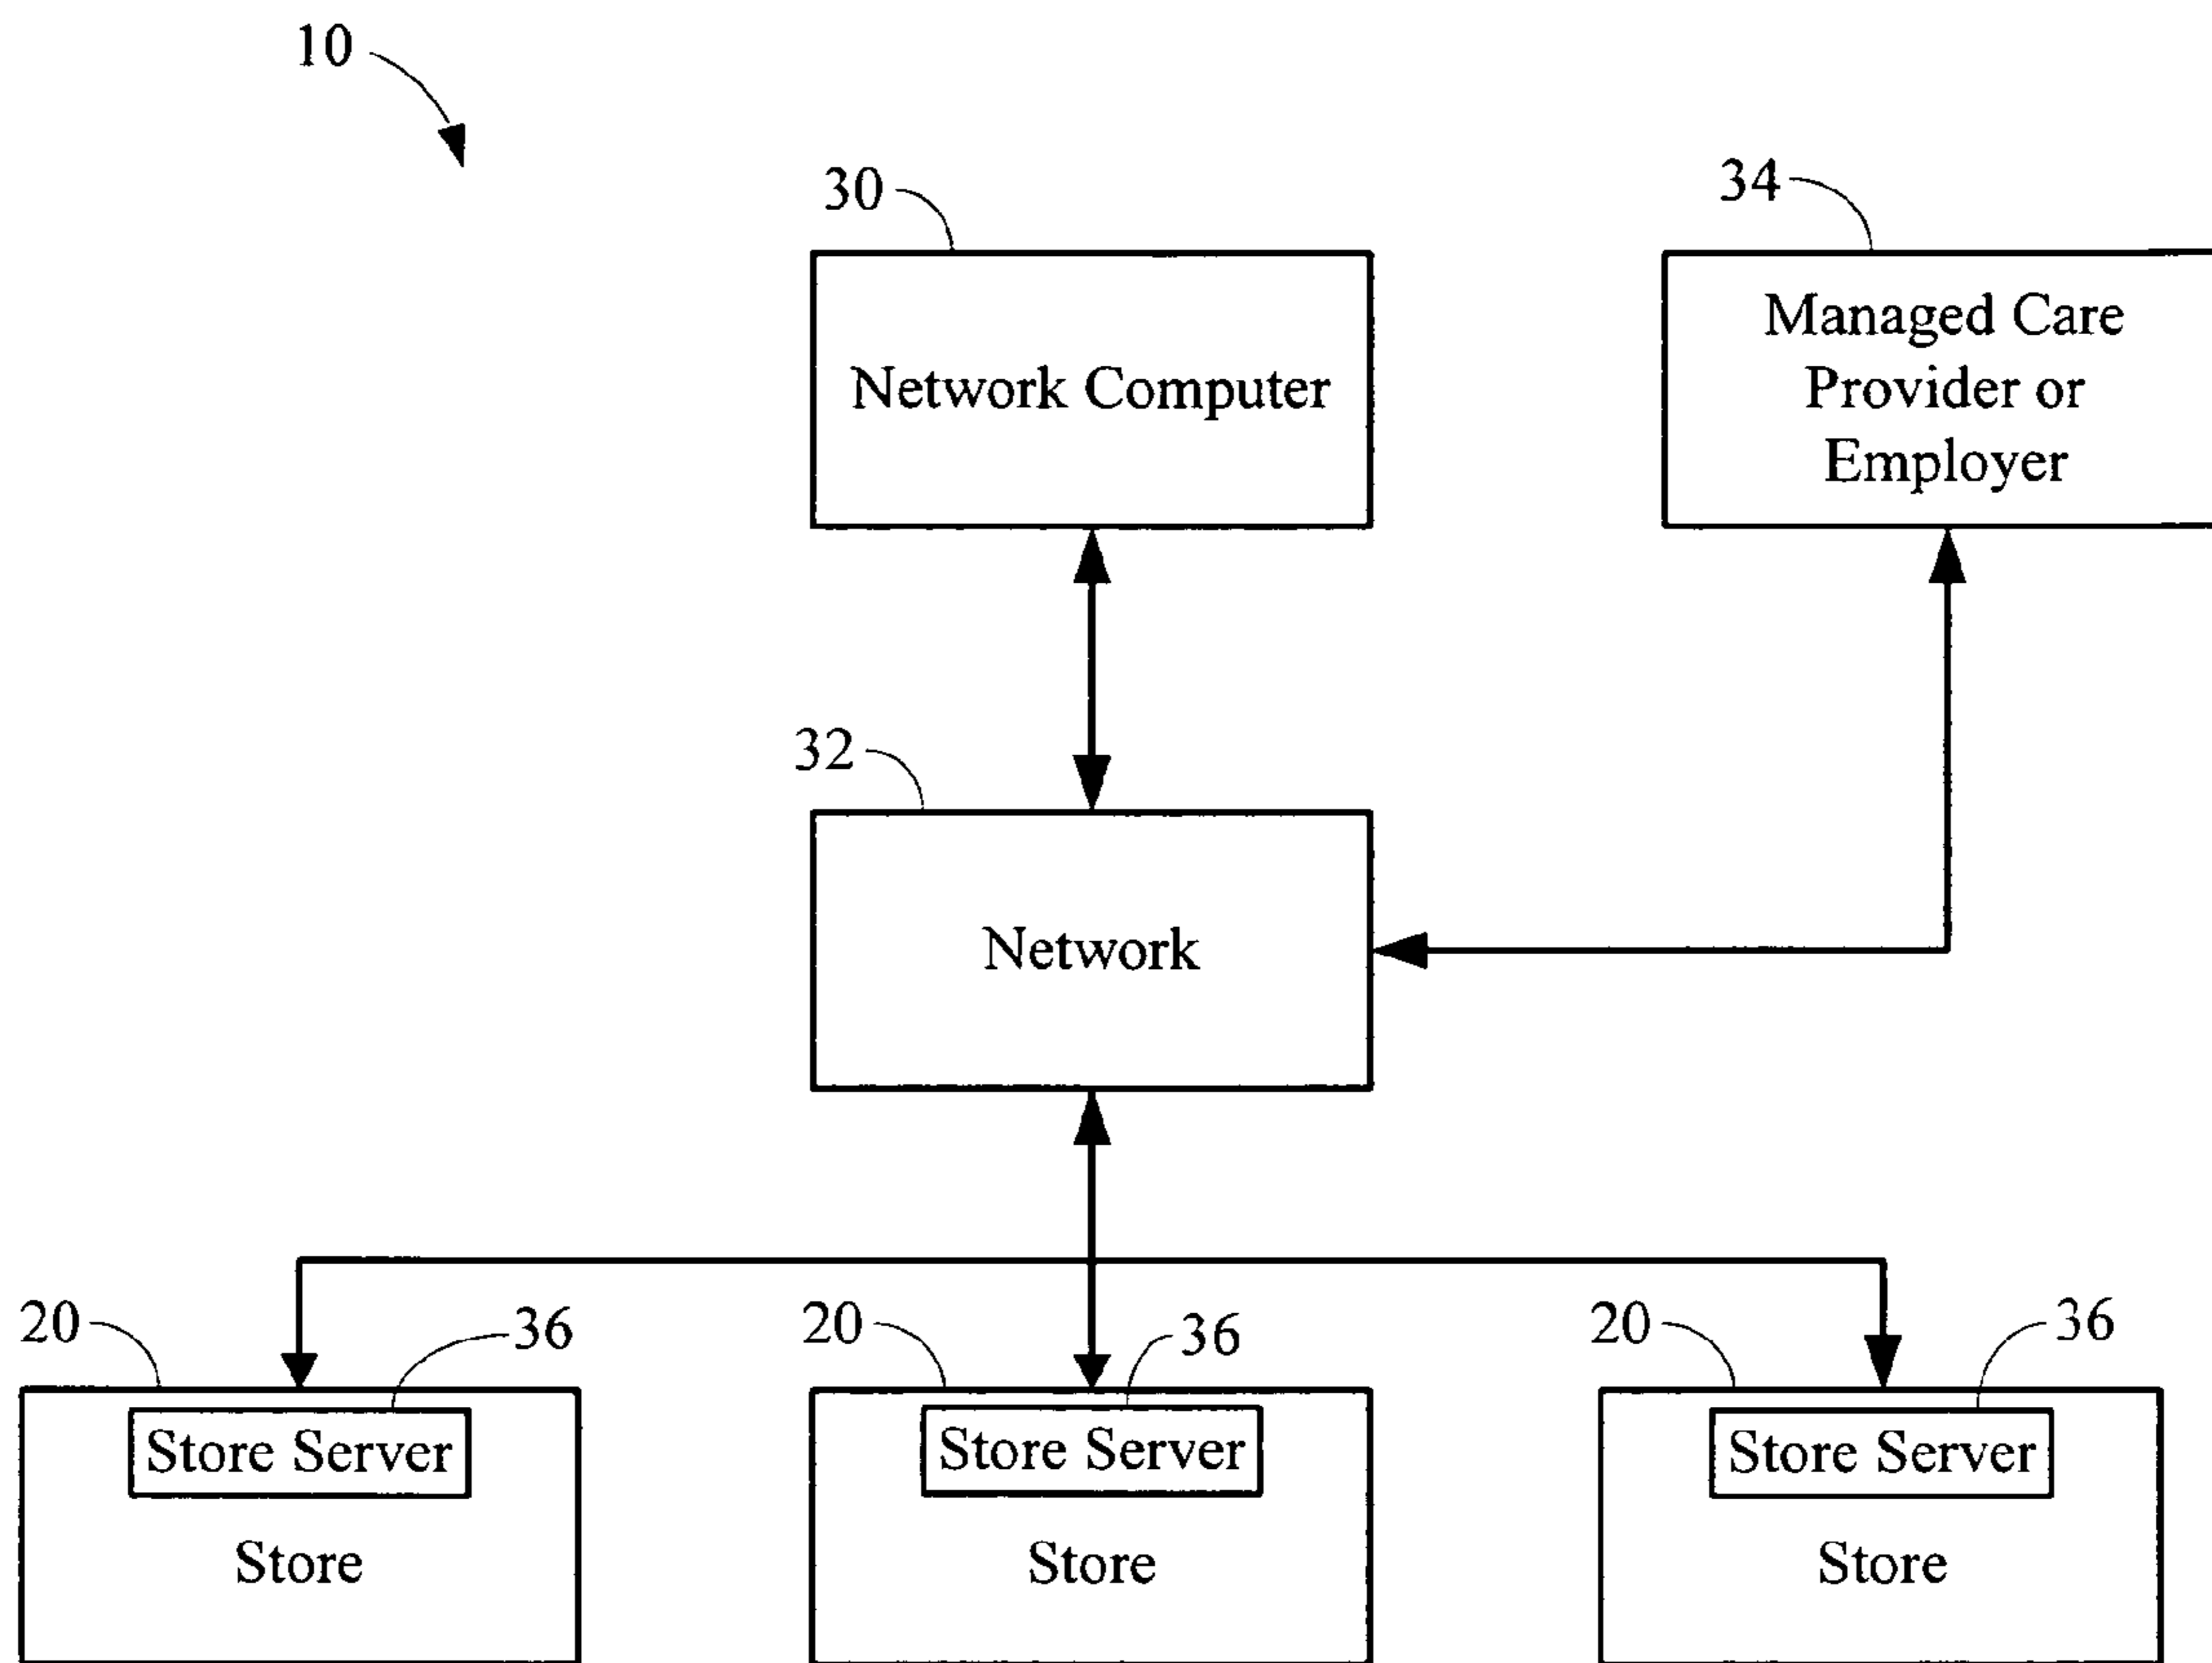 10
30
34
Network Computer
Managed Care
Provider or
Employer
32
Network
20
36
20
36
20
36
Store Server
Store Server
Store Server
Store
Store
Store